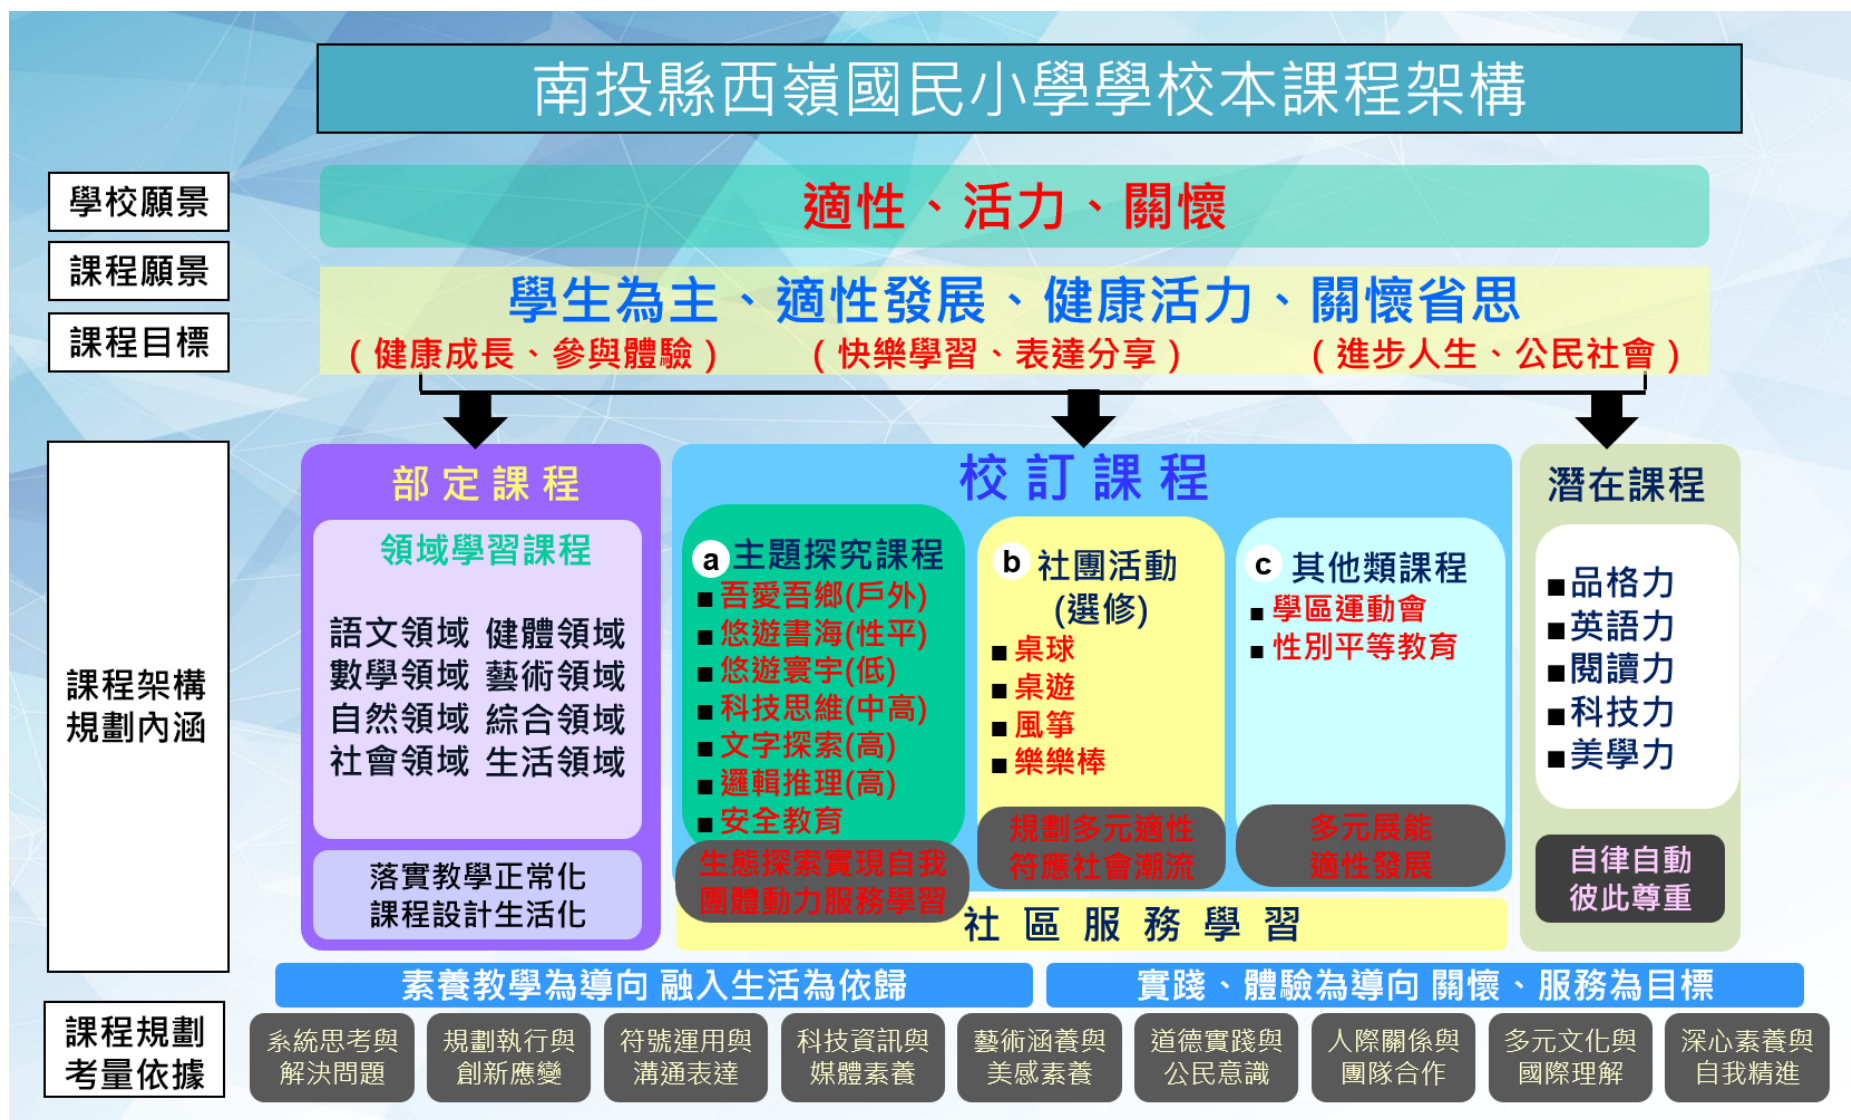 南投縣西嶺國民小學學校本課程架構
學校願景
適性、活力、關懷
課程願景
學生為主、適性發展、健康活力、關懷省思
課程目標
(健康成長、參與體驗) (快樂學習、表達分享) (進步人生、公民社會)
課程架構
規劃內涵
部定課程
領域學習課程
語文領域 健體領域
數學領域 藝術領域
自然領域 綜合領域
社會領域 生活領域
落實教學正常化
課程設計生活化
校訂課程
a 主題探究課程
■吾愛吾鄉(戶外)
■悠遊書海(性平)
■悠遊寰宇(低)
■科技思維(中高)
■文字探索(高)
■邏輯推理(高)
■安全教育
生態探索實現自我
團體動力服務學習
b 社團活動
(選修)
■桌球
■桌遊
■風箏
■樂樂棒
規劃多元適性
符應社會潮流
c 其他類課程
■學區運動會
■性別平等教育
多元展能
適性發展
社區服務學習
潛在課程
■品格力
■英語力
■閱讀力
■科技力
■美學力
自律自動
彼此尊重
素養教學為導向 融入生活為依歸
實踐、體驗為導向 關懷、服務為目標
課程規劃
考量依據
系統思考與
解決問題
規劃執行與
創新應變
符號運用與
溝通表達
科技資訊與
媒體素養
藝術涵養與
美感素養
道德實踐與
公民意識
人際關係與
團隊合作
多元文化與
國際理解
深心素養與
自我精進